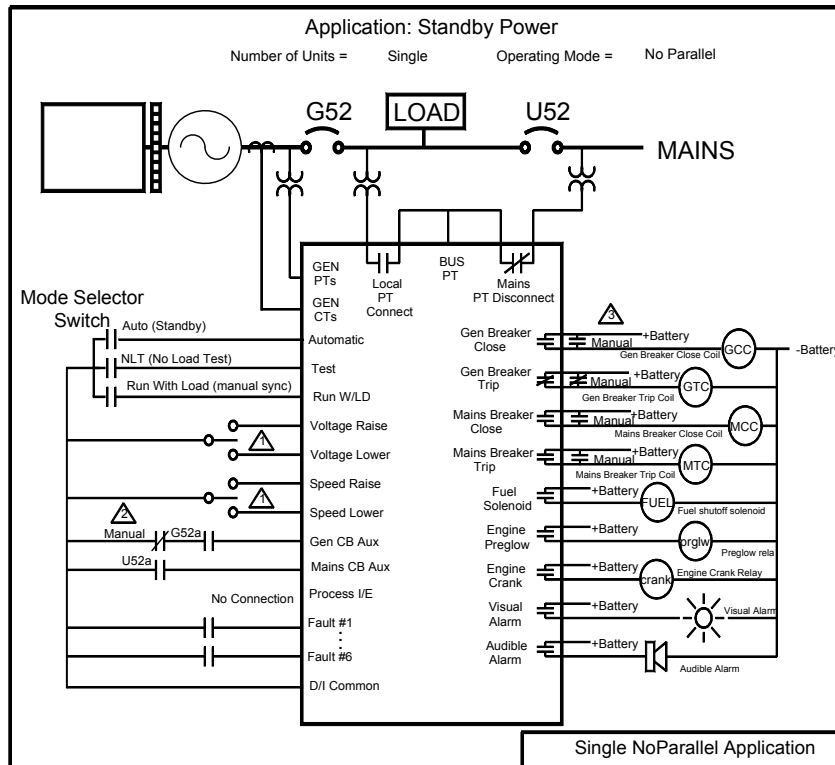 Application: Standby Power
Number of Units = Single Operating Mode = No Parallel
G52
LOAD
U52
MAINS
GEN
PTs
GEN
CTs
Local
PT
Connect
BUS
PT
Mains
PT Disconnect
Mode Selector
Switch
Auto (Standby)
NLT (No Load Test)
Run With Load (manual sync)
Automatic
Test
Run W/LD
Voltage Raise
1
Voltage Lower
Speed Raise
1
Speed Lower
2
Manual
G52a
Gen CB Aux
U52a
Mains CB Aux
No Connection
Process I/E
Fault #1
Fault #6
D/I Common
Gen Breaker
Close
3
Manual
+Battery
GCC
-Battery
Gen Breaker Close Coil
Gen Breaker
Trip
Manual
+Battery
GTC
Gen Breaker Trip Coil
Mains Breaker
Close
Manual
+Battery
MCC
Mains Breaker Close Coil
Mains Breaker
Trip
Manual
+Battery
MTC
Mains Breaker Trip Coil
Fuel
Solenoid
+Battery
FUEL
Fuel shutoff solenoid
Engine
Preglow
+Battery
prglw
Preglow rela
Engine
Crank
+Battery
crank
Engine Crank Relay
Visual
Alarm
+Battery
Visual Alarm
Audible
Alarm
+Battery
Audible Alarm
Single NoParallel Application